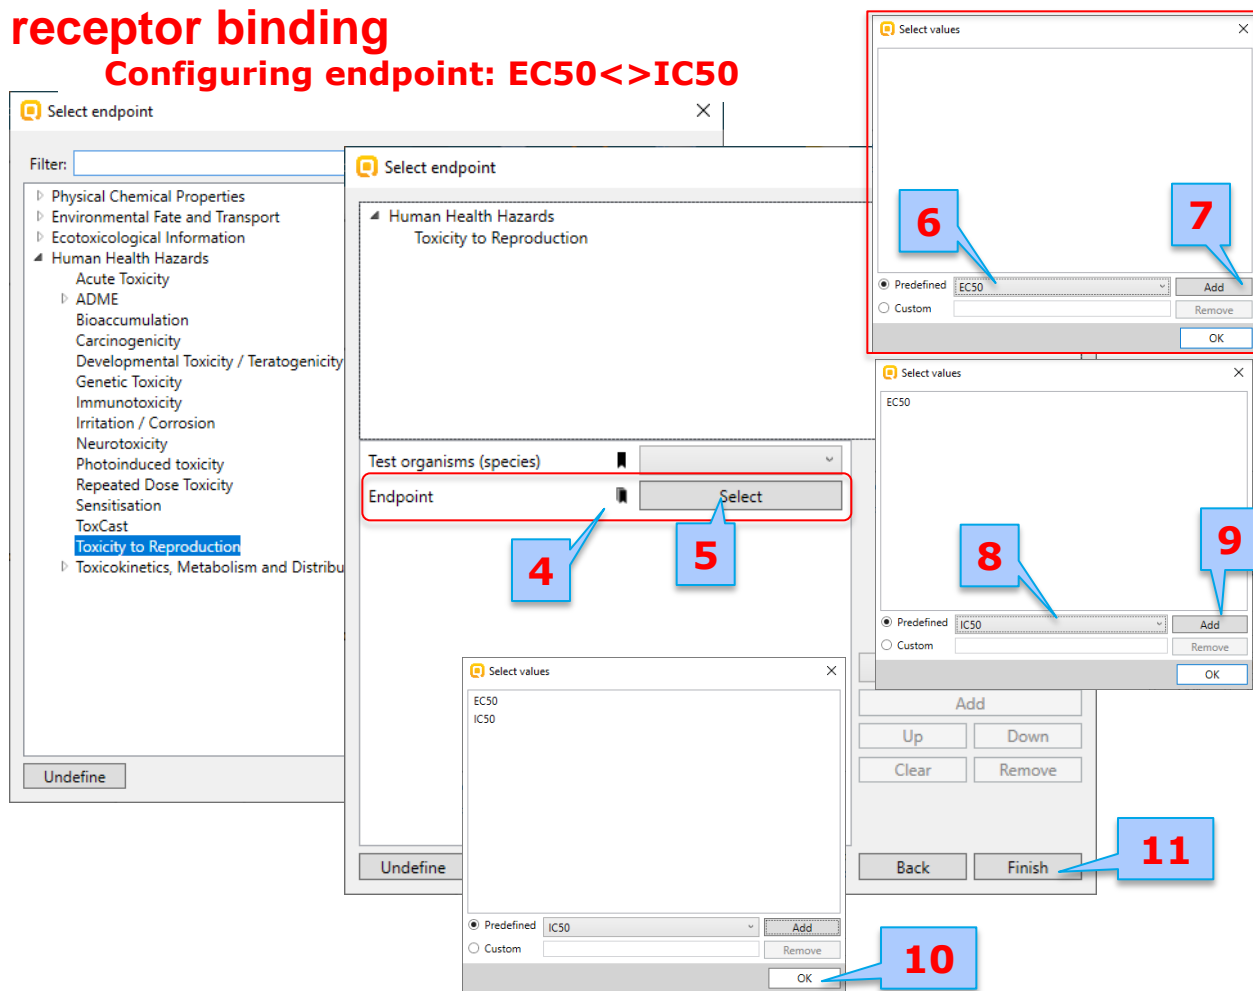 receptor binding
Configuring endpoint: EC50<>IC50
Select endpoint
Filter:
Physical Chemical Properties
Environmental Fate and Transport
Ecotoxicological Information
Human Health Hazards
Acute Toxicity
ADME
Bioaccumulation
Carcinogenicity
Developmental Toxicity / Teratogenicity
Genetic Toxicity
Immunotoxicity
Irritation / Corrosion
Neurotoxicity
Photoinduced toxicity
Repeated Dose Toxicity
Sensitisation
ToxCast
Toxicity to Reproduction
Toxicokinetics, Metabolism and Distribu
Undefine
Select endpoint
Human Health Hazards
Toxicity to Reproduction
Test organisms (species)
Endpoint
Select
4
5
Add
Up
Down
Clear
Remove
Undefine
Back
Finish
11
Select values
6
7
Predefined
EC50
Add
Custom
Remove
OK
Select values
EC50
8
9
Predefined
IC50
Add
Custom
Remove
OK
Select values
EC50
IC50
Predefined
IC50
Add
Custom
Remove
OK
10